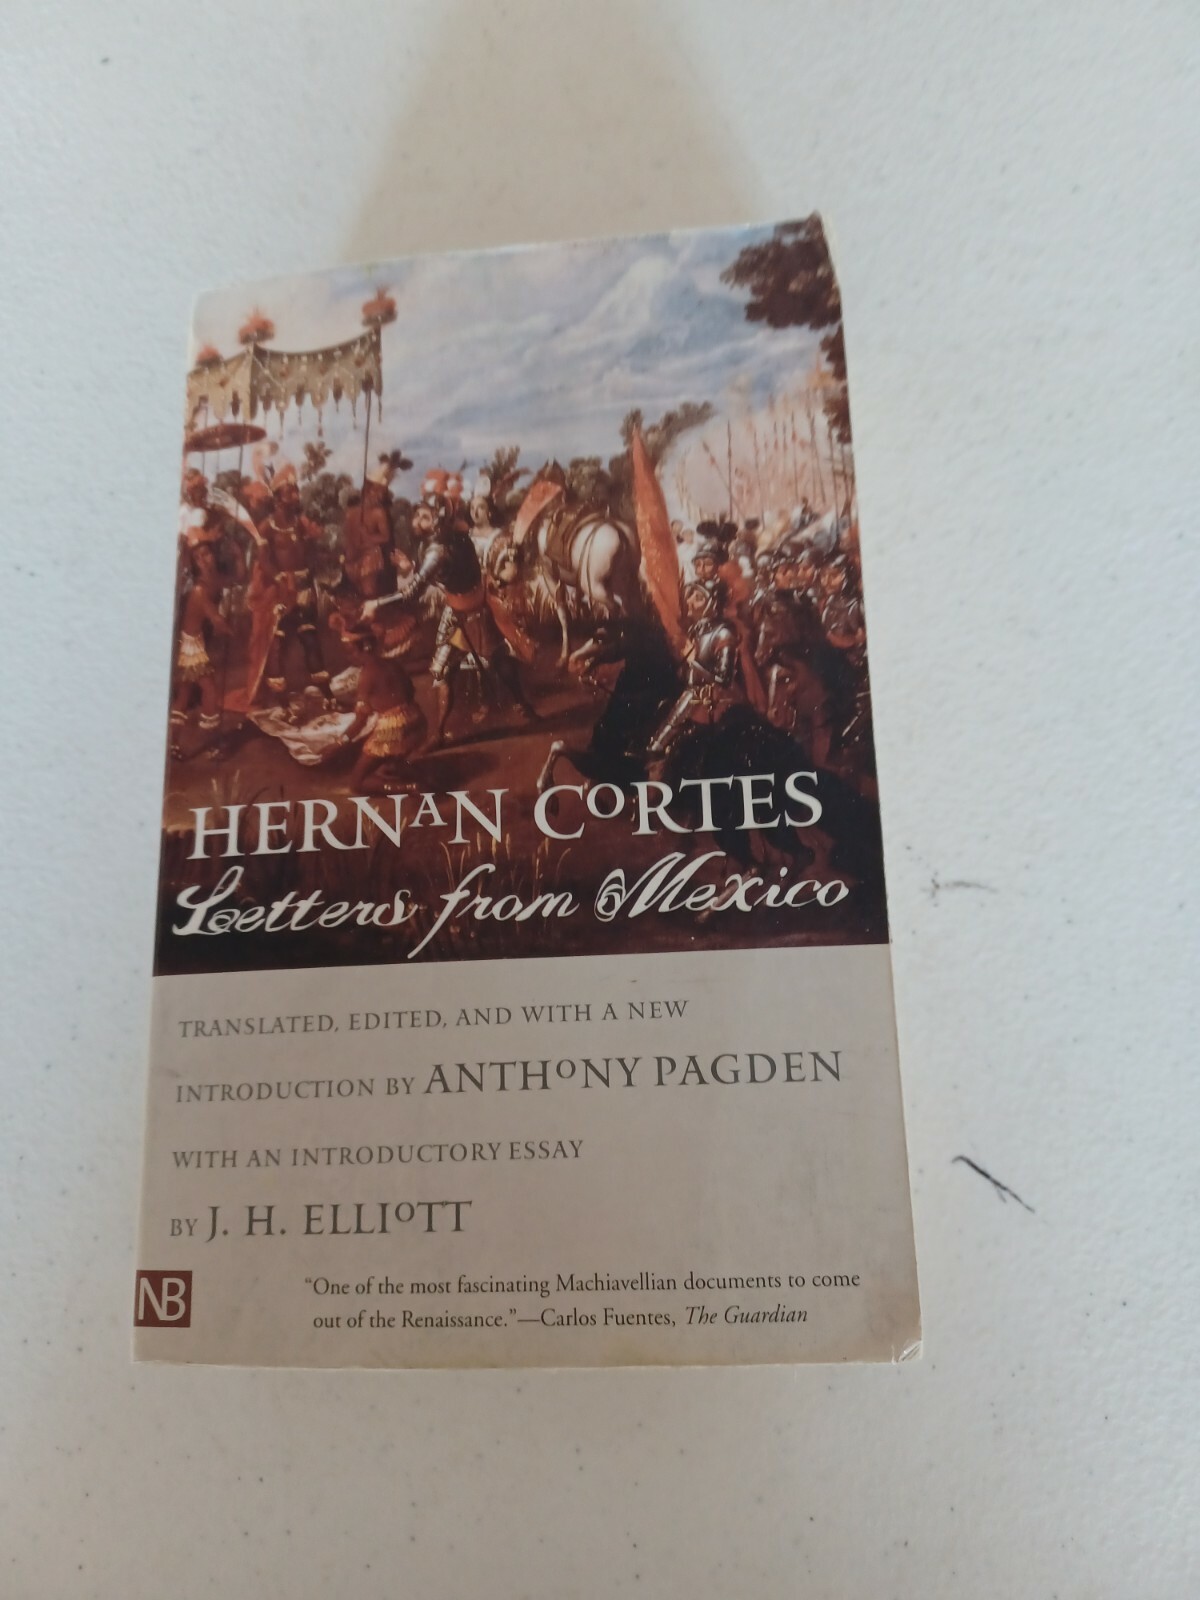 HERNAN CORTES
Letters from Mexico
TRANSLATED, EDITED, AND WITH A NEW
INTRODUCTION BY ANTHONY PAGDEN
WITH AN INTRODUCTORY ESSAY
BY J. H. ELLIOTT
NB
“One of the most fascinating Machiavellian documents to come
out of the Renaissance.”—Carlos Fuentes, The Guardian